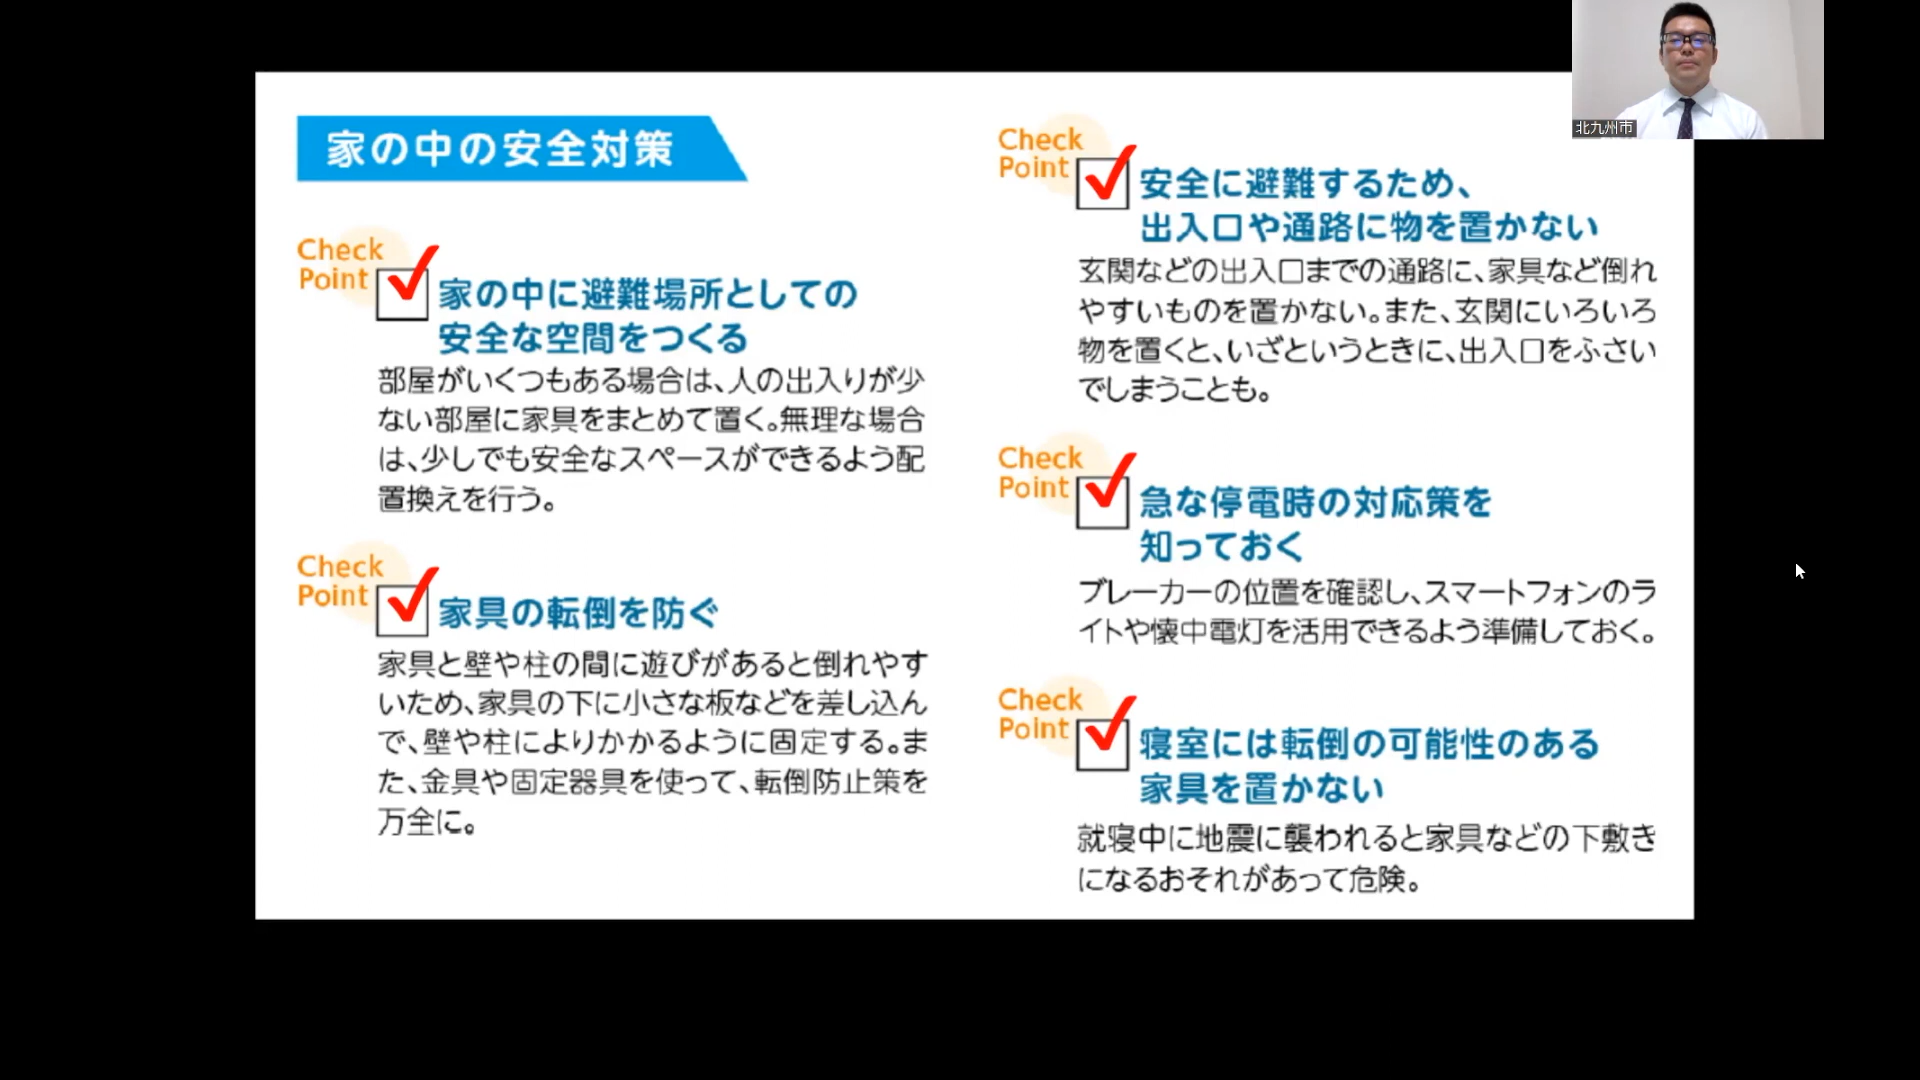 家の中の安全対策
Check
Point
家の中に避難場所としての
安全な空間をつくる
部屋がいくつもある場合は、人の出入りが少
ない部屋に家具をまとめて置く。無理な場合
は、少しでも安全なスペースができるよう配
置換えを行う。
Check
Point
家具の転倒を防ぐ
家具と壁や柱の間に遊びがあると倒れやす
いため、家具の下に小さな板などを差し込ん
で、壁や柱によりかかるように固定する。ま
た、金具や固定器具を使って、転倒防止策を
万全に。
Check
Point
安全に避難するため、
出入口や通路に物を置かない
玄関などの出入口までの通路に、家具など倒れ
やすいものを置かない。また、玄関にいろいろ
物を置くと、いざというときに、出入口をふさい
でしまうことも。
Check
Point
急な停電時の対応策を
知っておく
ブレーカーの位置を確認し、スマートフォンのラ
イトや懐中電灯を活用できるよう準備しておく。
Check
Point
寝室には転倒の可能性のある
家具を置かない
就寝中に地震に襲われると家具などの下敷き
になるおそれがあって危険。
北九州市